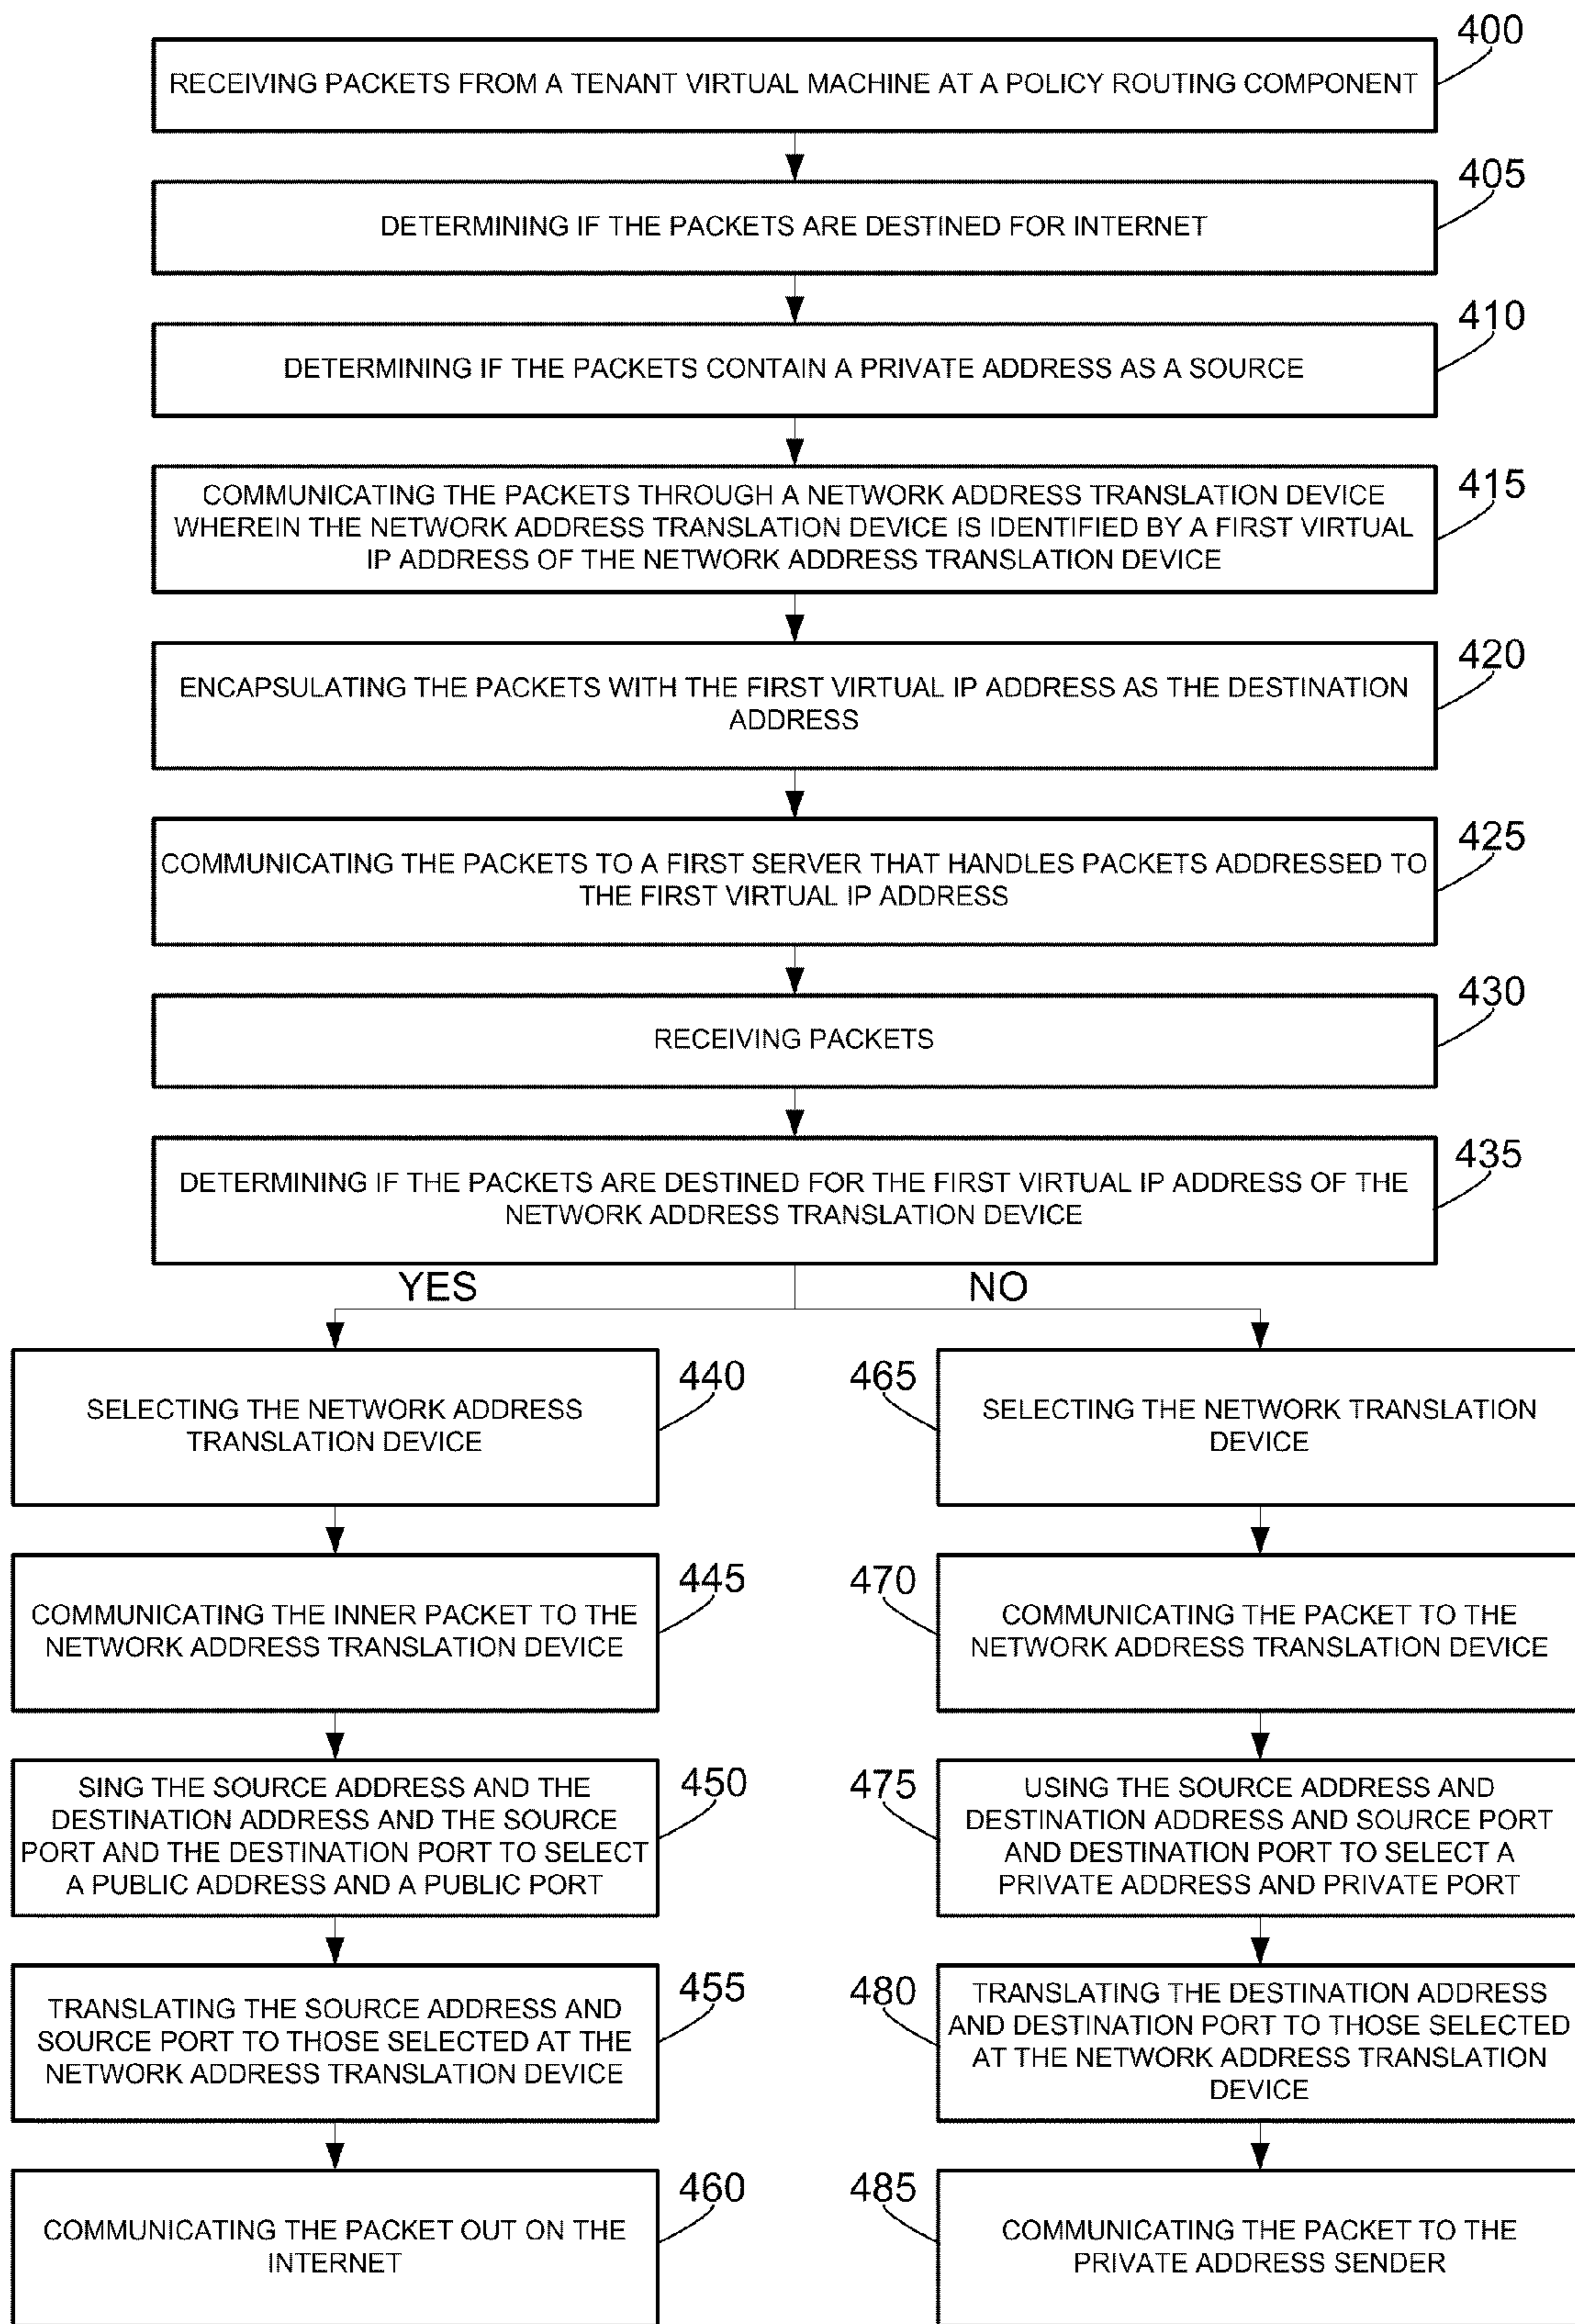 400
RECEIVING PACKETS FROM A TENANT VIRTUAL MACHINE AT A POLICY ROUTING COMPONENT
405
DETERMINING IF THE PACKETS ARE DESTINED FOR INTERNET
410
DETERMINING IF THE PACKETS CONTAIN A PRIVATE ADDRESS AS A SOURCE
415
COMMUNICATING THE PACKETS THROUGH A NETWORK ADDRESS TRANSLATION DEVICE
WHEREIN THE NETWORK ADDRESS TRANSLATION DEVICE IS IDENTIFIED BY A FIRST VIRTUAL
IP ADDRESS OF THE NETWORK ADDRESS TRANSLATION DEVICE
420
ENCAPSULATING THE PACKETS WITH THE FIRST VIRTUAL IP ADDRESS AS THE DESTINATION
ADDRESS
425
COMMUNICATING THE PACKETS TO A FIRST SERVER THAT HANDLES PACKETS ADDRESSED TO
THE FIRST VIRTUAL IP ADDRESS
430
RECEIVING PACKETS
435
DETERMINING IF THE PACKETS ARE DESTINED FOR THE FIRST VIRTUAL IP ADDRESS OF THE
NETWORK ADDRESS TRANSLATION DEVICE
YES
NO
440
SELECTING THE NETWORK ADDRESS
TRANSLATION DEVICE
465
SELECTING THE NETWORK TRANSLATION
DEVICE
445
COMMUNICATING THE INNER PACKET TO THE
NETWORK ADDRESS TRANSLATION DEVICE
470
COMMUNICATING THE PACKET TO THE
NETWORK ADDRESS TRANSLATION DEVICE
450
SING THE SOURCE ADDRESS AND THE
DESTINATION ADDRESS AND THE SOURCE
PORT AND THE DESTINATION PORT TO SELECT
A PUBLIC ADDRESS AND A PUBLIC PORT
475
USING THE SOURCE ADDRESS AND
DESTINATION ADDRESS AND SOURCE PORT
AND DESTINATION PORT TO SELECT A
PRIVATE ADDRESS AND PRIVATE PORT
455
TRANSLATING THE SOURCE ADDRESS AND
SOURCE PORT TO THOSE SELECTED AT THE
NETWORK ADDRESS TRANSLATION DEVICE
480
TRANSLATING THE DESTINATION ADDRESS
AND DESTINATION PORT TO THOSE SELECTED
AT THE NETWORK ADDRESS TRANSLATION
DEVICE
460
COMMUNICATING THE PACKET OUT ON THE
INTERNET
485
COMMUNICATING THE PACKET TO THE
PRIVATE ADDRESS SENDER